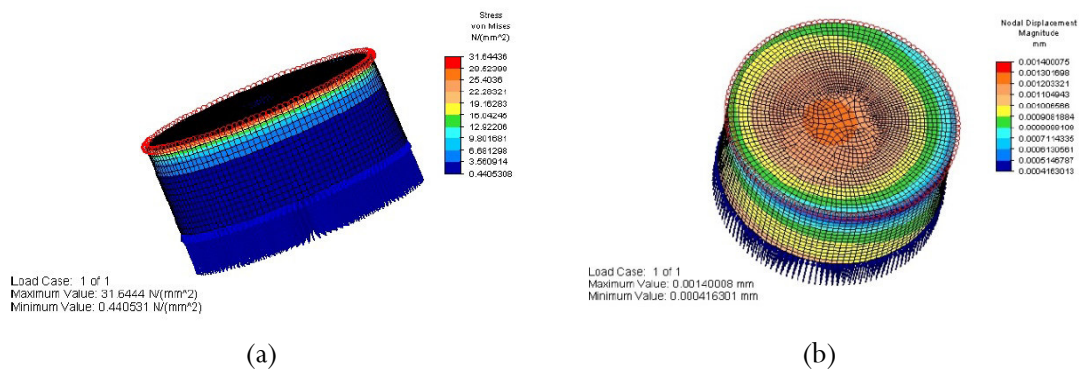 Stress
von Mises
N/(mm^2)
31.64436
28.52398
25.4036
22.28321
19.16283
16.04246
12.92206
9.801681
6.681298
3.560914
0.4405308
Load Case: 1 of 1
Maximum Value: 31.6444 N/(mm^2)
Minimum Value: 0.440531 N/(mm^2)
(a)
Nodal Displacement
Magnitude
mm
0.001400075
0.001301698
0.001203321
0.001104943
0.001006566
0.0009081884
0.0008098109
0.0007114335
0.0006130561
0.0005146787
0.0004163013
Load Case: 1 of 1
Maximum Value: 0.00140008 mm
Minimum Value: 0.000416301 mm
(b)